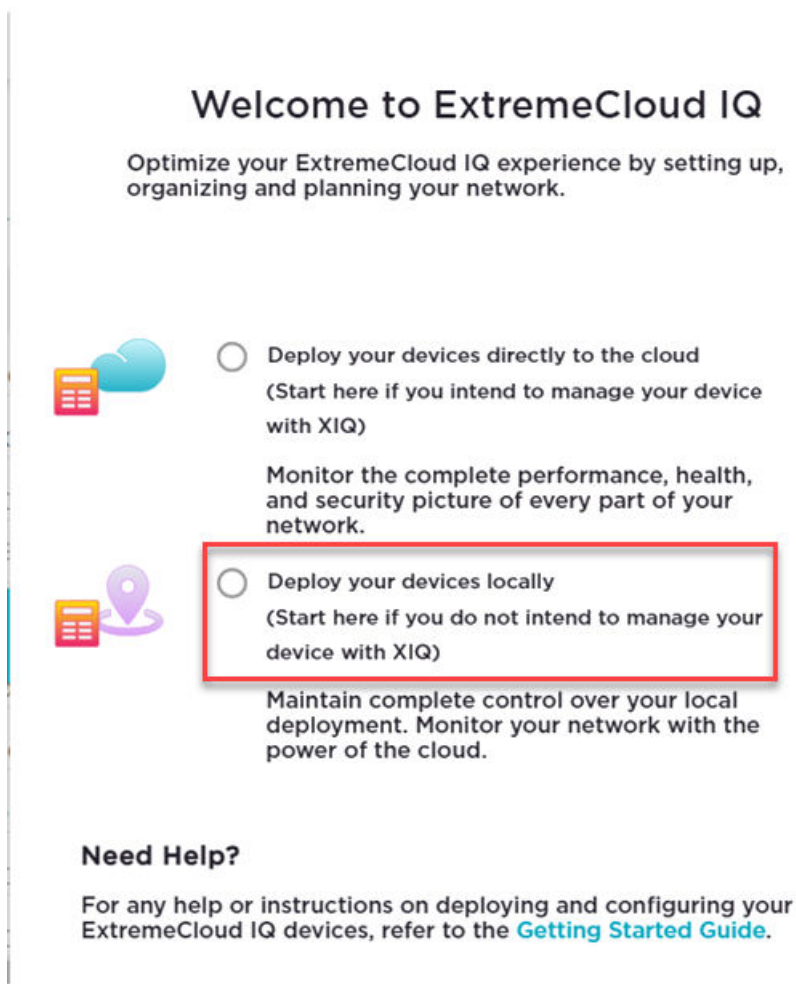 Welcome to ExtremeCloud IQ
Optimize your ExtremeCloud IQ experience by setting up,
organizing and planning your network.
Deploy your devices directly to the cloud
(Start here if you intend to manage your device
with XIQ)
Monitor the complete performance, health,
and security picture of every part of your
network.
Deploy your devices locally
(Start here if you do not intend to manage your
device with XIQ)
Maintain complete control over your local
deployment. Monitor your network with the
power of the cloud.
Need Help?
For any help or instructions on deploying and configuring your
ExtremeCloud IQ devices, refer to the Getting Started Guide.